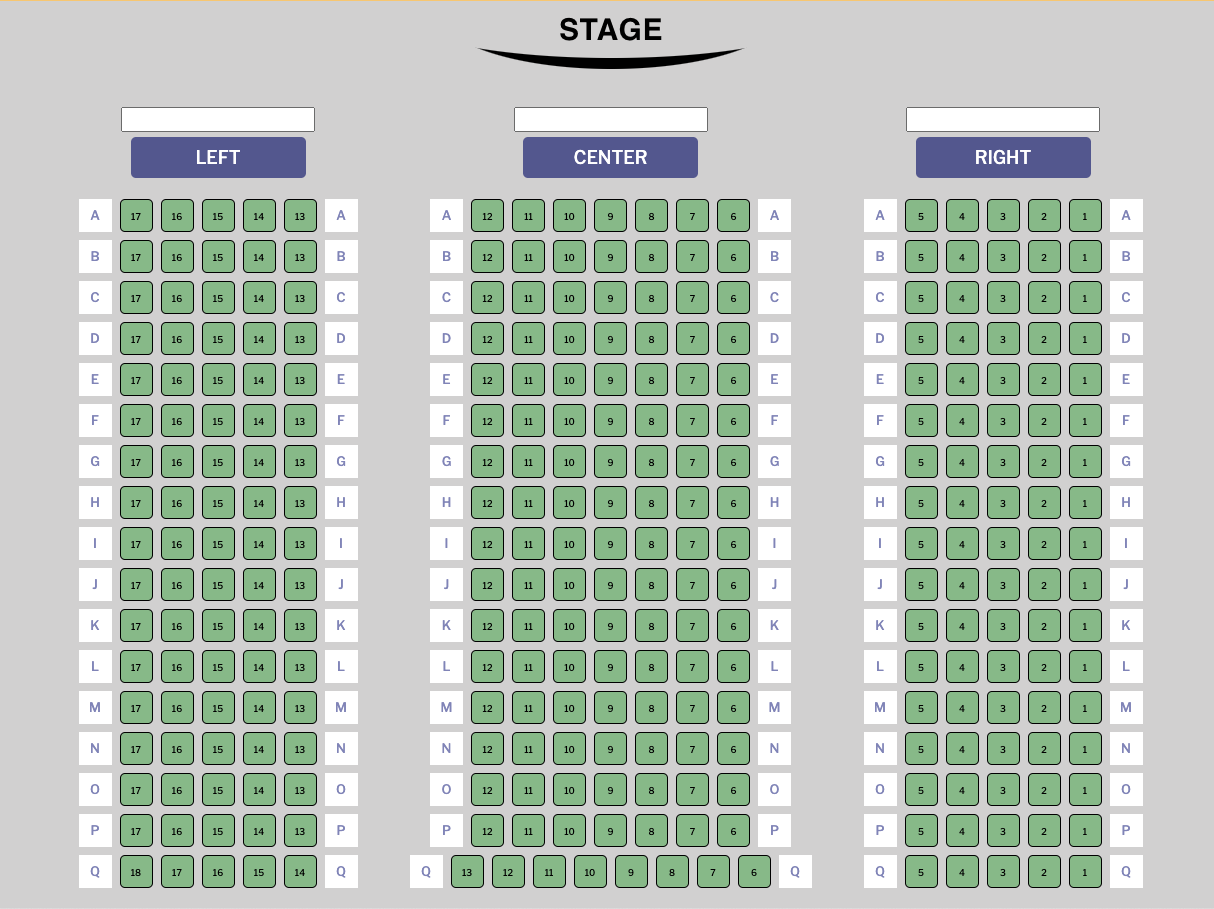 STAGE
LEFT CENTER RIGHT
A 17 16 15 14 13 A A 12 11 10 9 8 7 6 A A 5 4 3 2 1 A
B 17 16 15 14 13 B B 12 11 10 9 8 7 6 B B 5 4 3 2 1 B
C 17 16 15 14 13 C C 12 11 10 9 8 7 6 C C 5 4 3 2 1 C
D 17 16 15 14 13 D D 12 11 10 9 8 7 6 D D 5 4 3 2 1 D
E 17 16 15 14 13 E E 12 11 10 9 8 7 6 E E 5 4 3 2 1 E
F 17 16 15 14 13 F F 12 11 10 9 8 7 6 F F 5 4 3 2 1 F
G 17 16 15 14 13 G G 12 11 10 9 8 7 6 G G 5 4 3 2 1 G
H 17 16 15 14 13 H H 12 11 10 9 8 7 6 H H 5 4 3 2 1 H
I 17 16 15 14 13 I I 12 11 10 9 8 7 6 I I 5 4 3 2 1 I
J 17 16 15 14 13 J J 12 11 10 9 8 7 6 J J 5 4 3 2 1 J
K 17 16 15 14 13 K K 12 11 10 9 8 7 6 K K 5 4 3 2 1 K
L 17 16 15 14 13 L L 12 11 10 9 8 7 6 L L 5 4 3 2 1 L
M 17 16 15 14 13 M M 12 11 10 9 8 7 6 M M 5 4 3 2 1 M
N 17 16 15 14 13 N N 12 11 10 9 8 7 6 N N 5 4 3 2 1 N
O 17 16 15 14 13 O O 12 11 10 9 8 7 6 O O 5 4 3 2 1 O
P 17 16 15 14 13 P P 12 11 10 9 8 7 6 P P 5 4 3 2 1 P
Q 18 17 16 15 14 Q Q 13 12 11 10 9 8 7 6 Q Q 5 4 3 2 1 Q